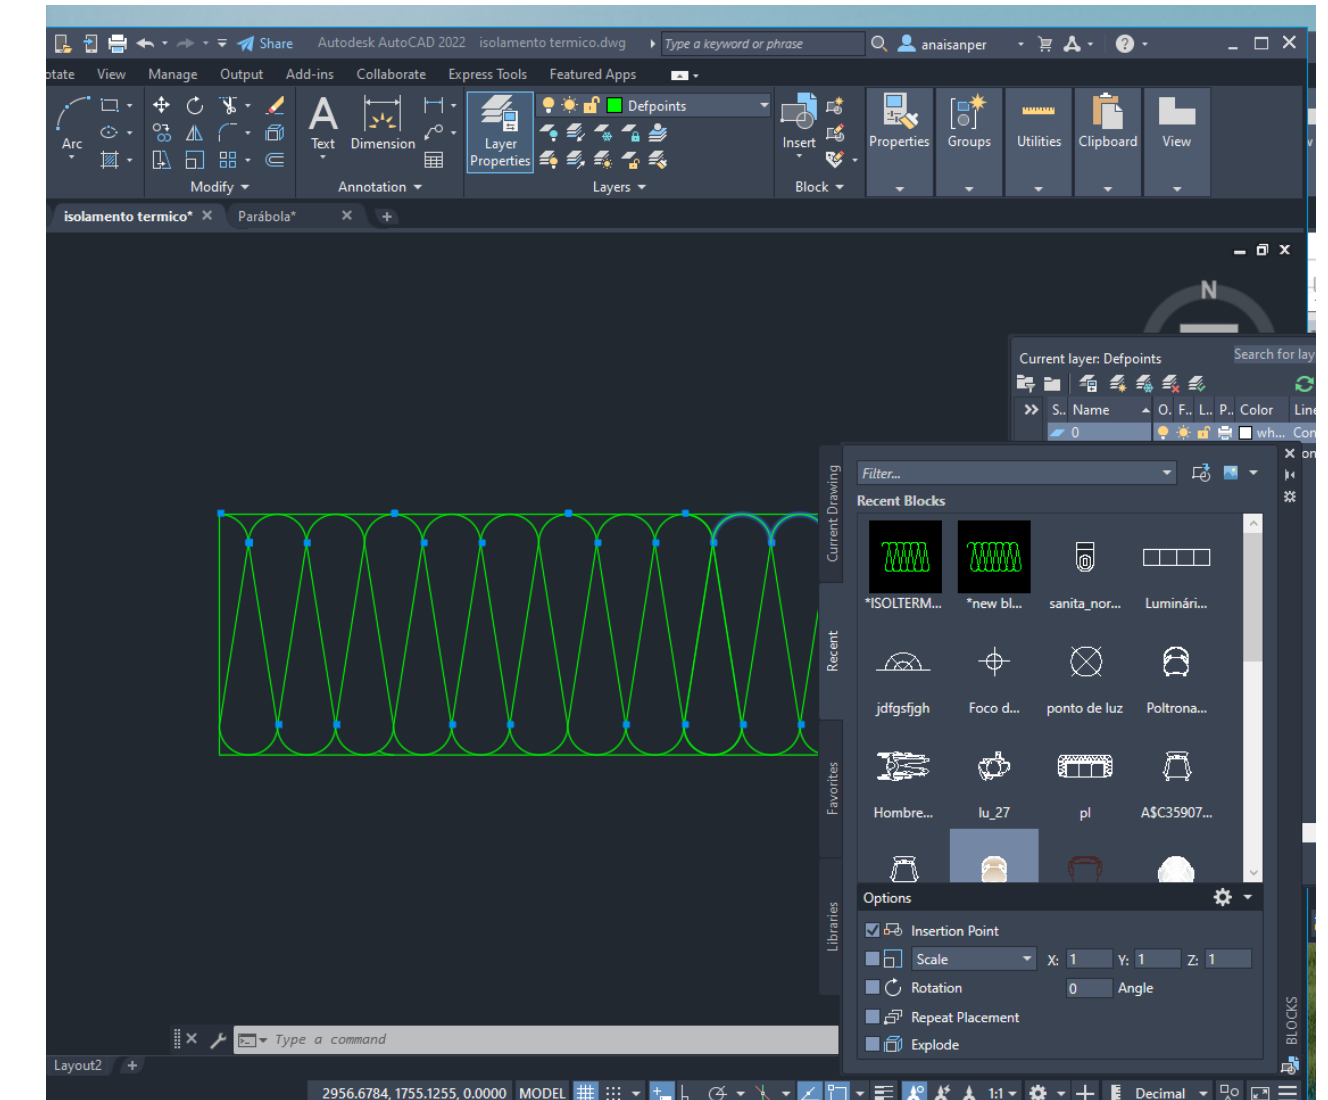 Share Autodesk AutoCAD 2022 isolamento termico.dwg Type a keyword or phrase anaisanper
otate View Manage Output Add-ins Collaborate Express Tools Featured Apps
Defpoints
Arc Text Dimension Layer Properties Insert Properties Groups Utilities Clipboard View
Modify Annotation Layers Block
isolamento termico* Parábola* +
N
Current layer: Defpoints Search for lay
S.. Name O. F.. L.. P.. Color Line
0 wh... Con
on
Current Drawing
Recent
Favorites
Libraries
Filter...
Recent Blocks
*ISOLTERM... *new bl... sanita_nor... Luminári...
jdfgsfjgh Foco d... ponto de luz Poltrona...
Hombre... lu_27 pl A$C35907...
Options
Insertion Point
Scale X: 1 Y: 1 Z: 1
Rotation 0 Angle
Repeat Placement
Explode
BLOCKS
Type a command
Layout2 +
2956.6784, 1755.1255, 0.0000 MODEL 1:1 Decimal